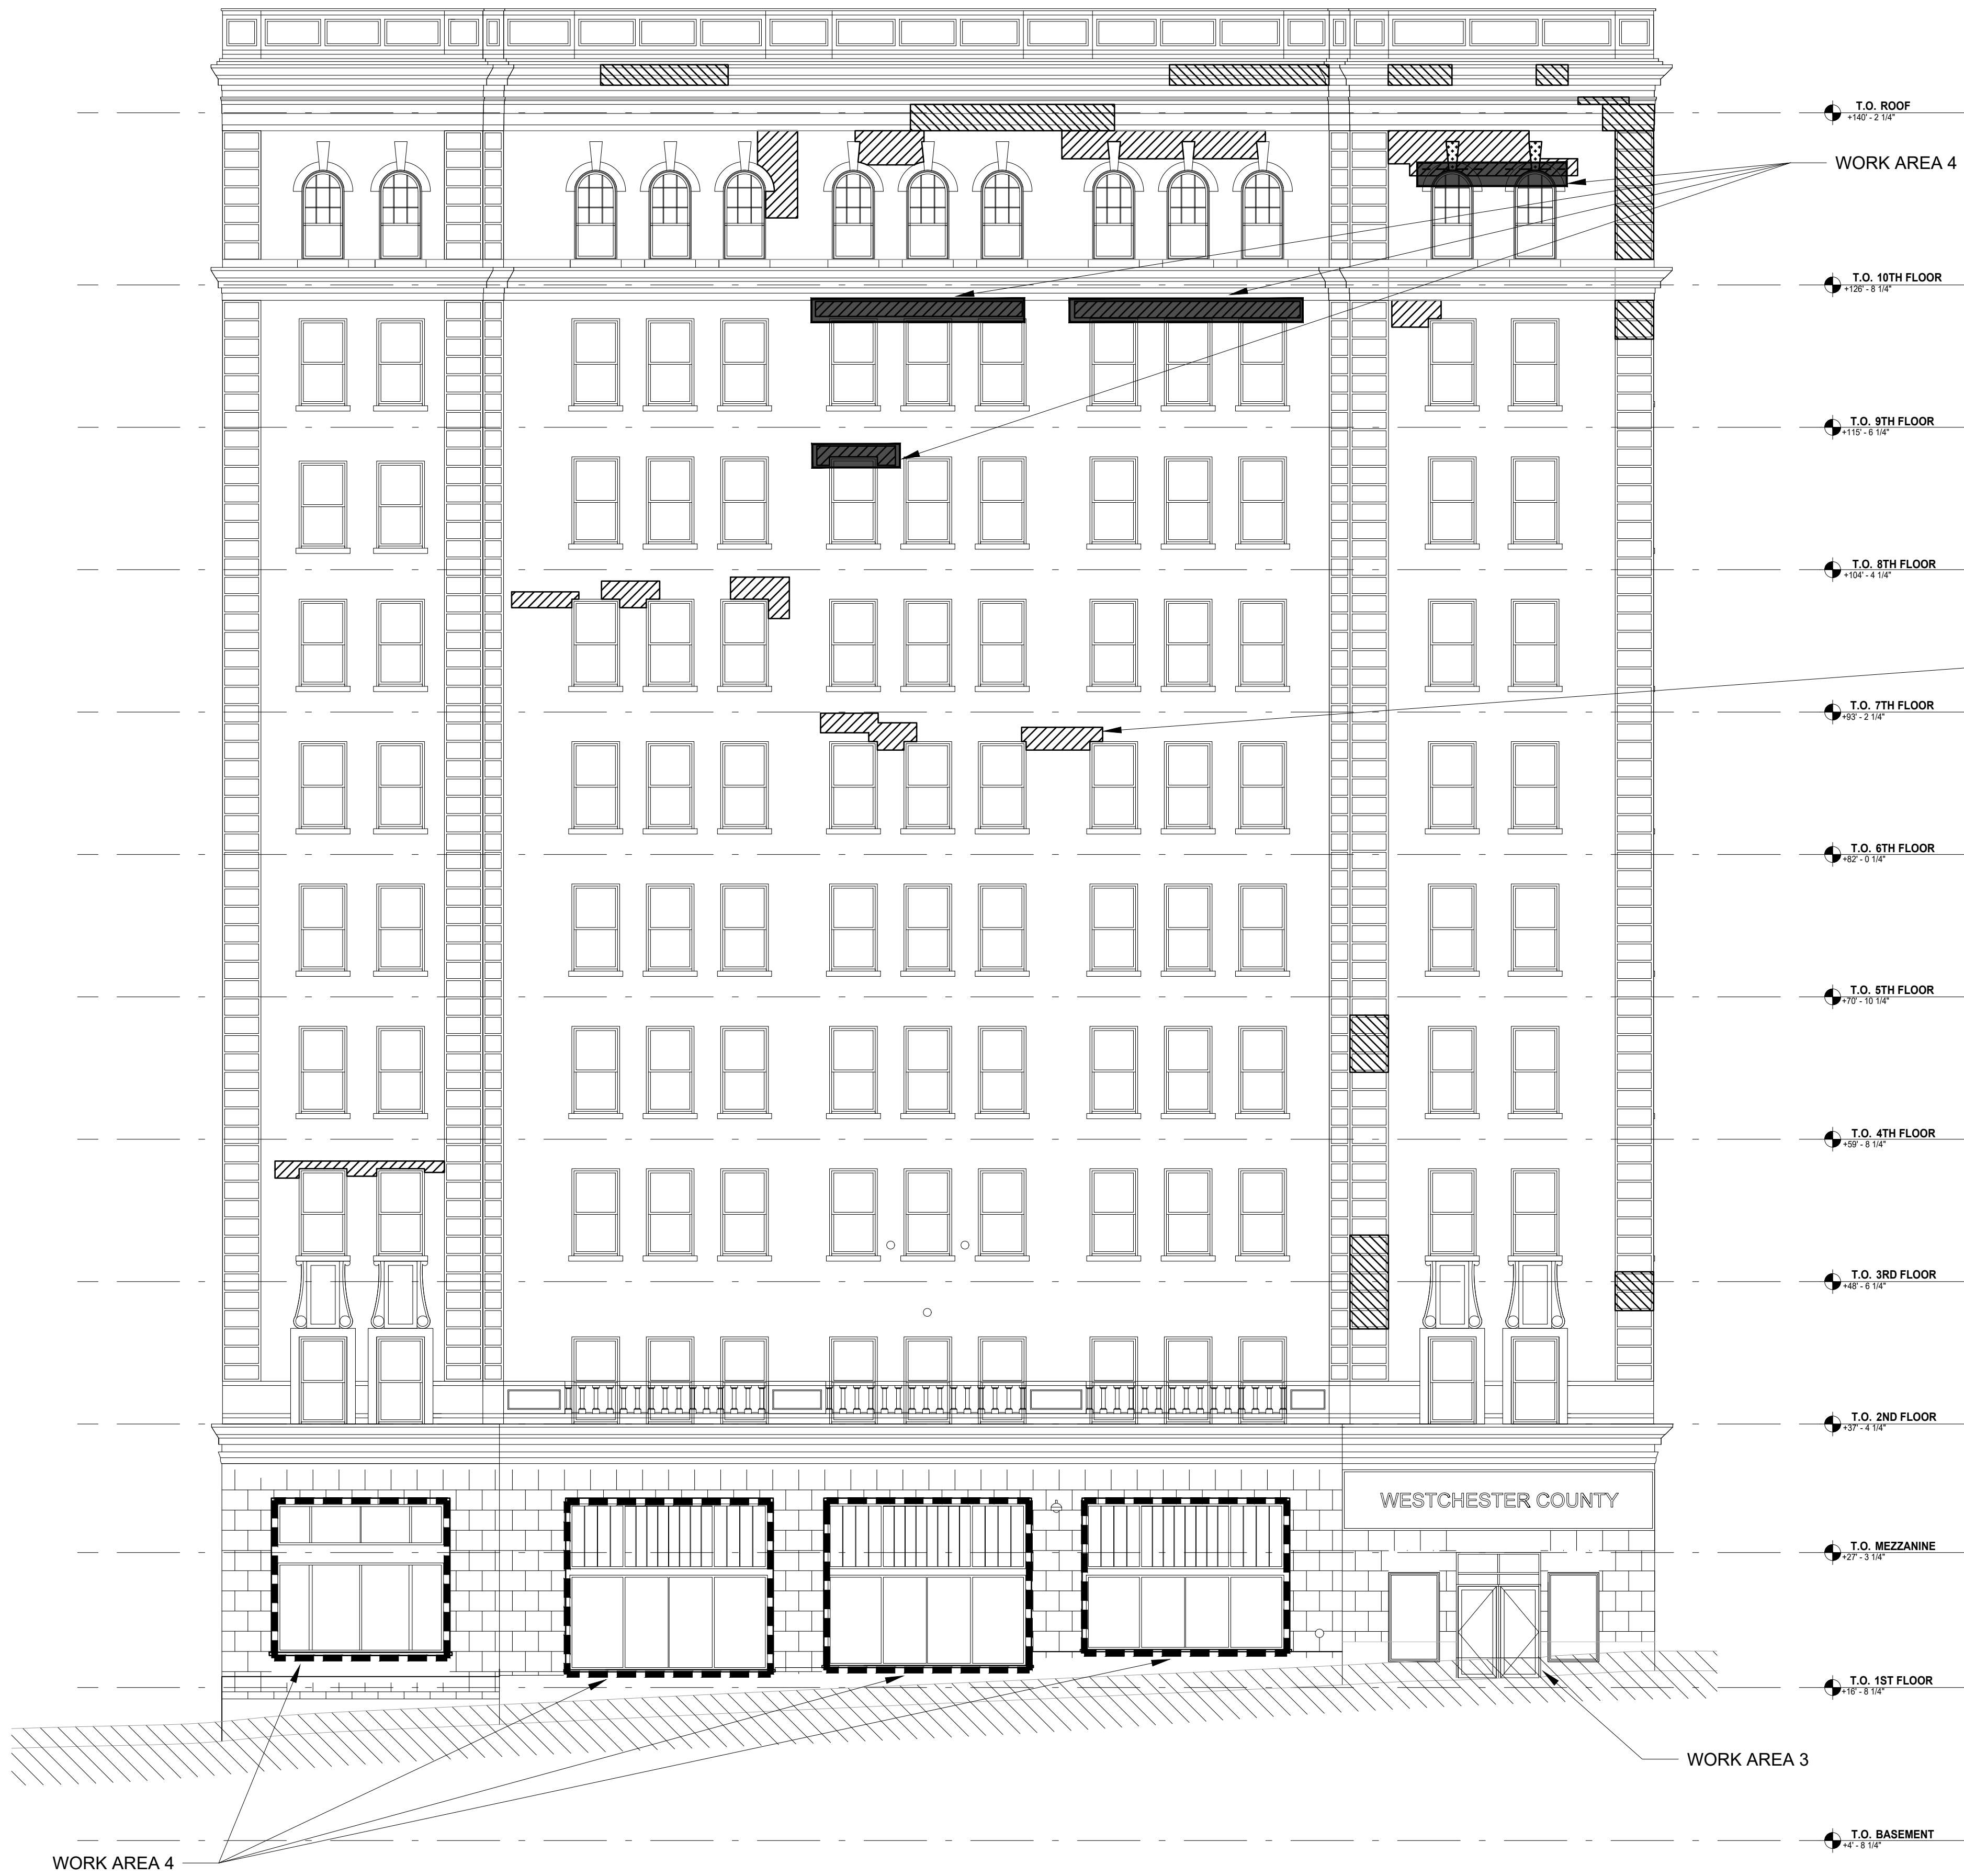 T.O. ROOF
+140' - 2 1/4"
WORK AREA 4
T.O. 10TH FLOOR
+126' - 8 1/4"
T.O. 9TH FLOOR
+115' - 6 1/4"
T.O. 8TH FLOOR
+104' - 4 1/4"
T.O. 7TH FLOOR
+93' - 2 1/4"
T.O. 6TH FLOOR
+82' - 0 1/4"
T.O. 5TH FLOOR
+70' - 10 1/4"
T.O. 4TH FLOOR
+59' - 8 1/4"
T.O. 3RD FLOOR
+48' - 6 1/4"
T.O. 2ND FLOOR
+37' - 4 1/4"
WESTCHESTER COUNTY
T.O. MEZZANINE
+27' - 3 1/4"
T.O. 1ST FLOOR
+16' - 8 1/4"
WORK AREA 3
T.O. BASEMENT
+4' - 8 1/4"
WORK AREA 4